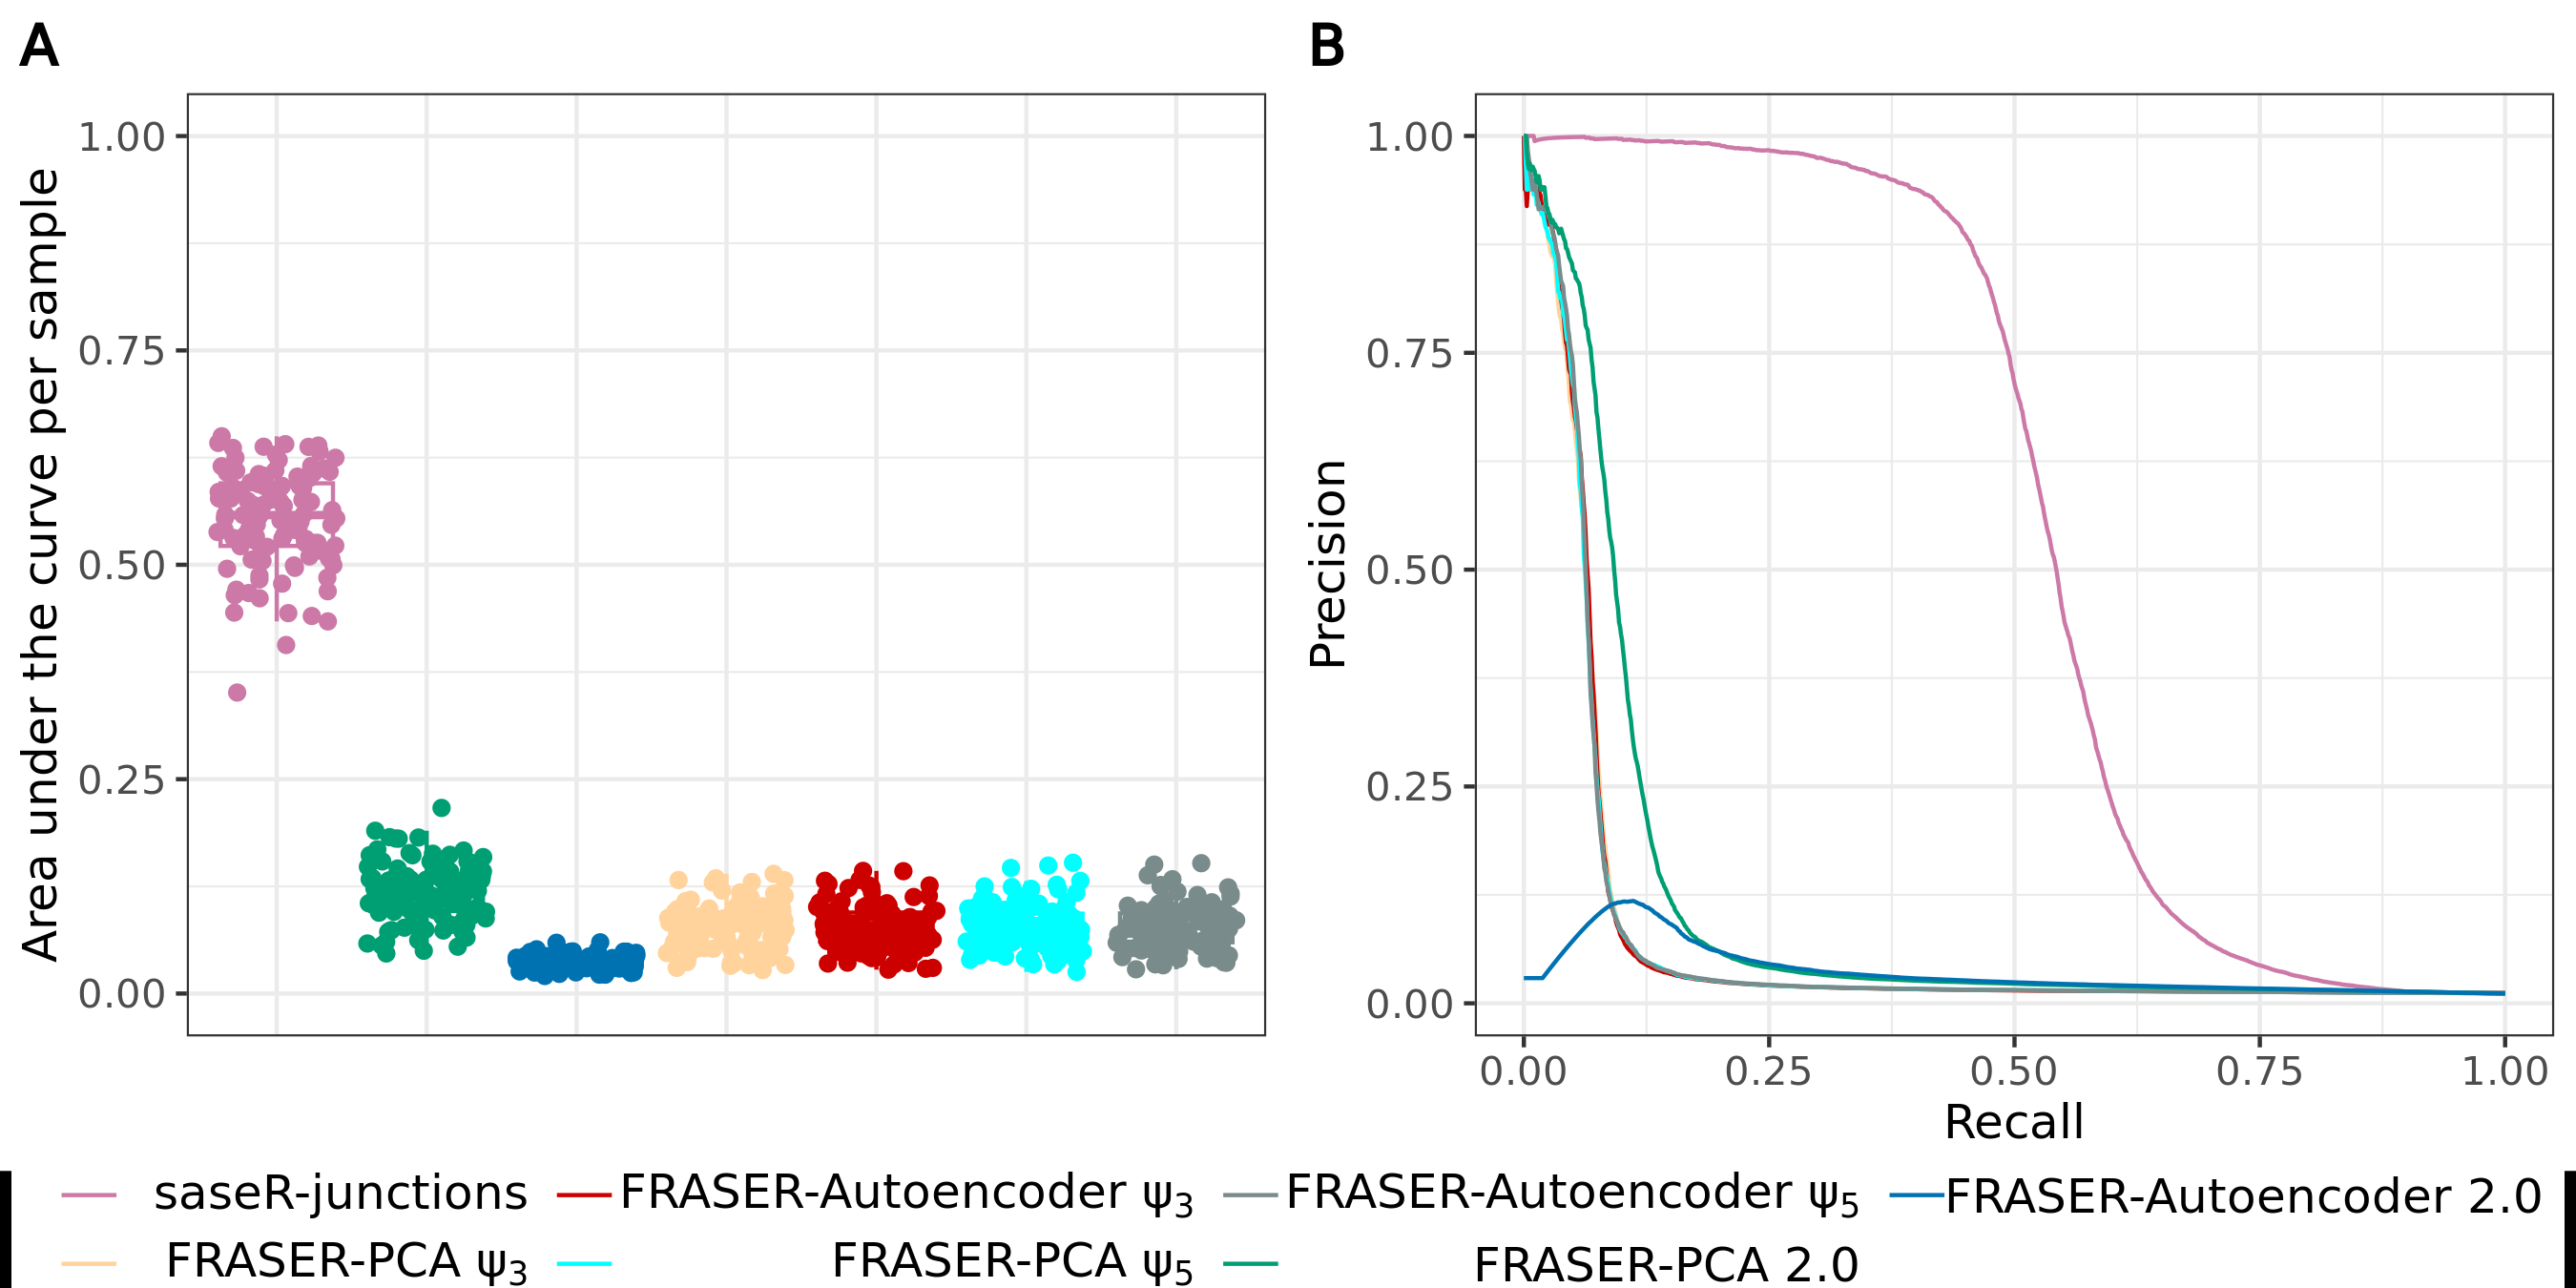 A
B
Area under the curve per sample
1.00
0.75
0.50
0.25
0.00
Precision
1.00
0.75
0.50
0.25
0.00
0.00 0.25 0.50 0.75 1.00
Recall
saseR-junctions FRASER-Autoencoder ψ₃ FRASER-Autoencoder ψ₅ FRASER-Autoencoder 2.0
FRASER-PCA ψ₃ FRASER-PCA ψ₅ FRASER-PCA 2.0